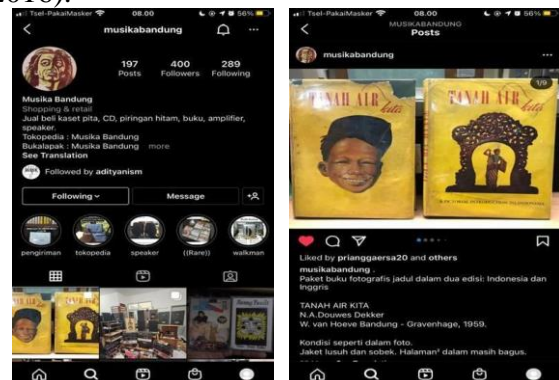 2016).
Tsel-PakaiMasker
08.00
56%
musikabandung
197
400
289
Posts
Followers
Following
Musika Bandung
Shopping & retail
Jual beli kaset pita, CD, piringan hitam, buku, amplifier,
speaker.
Tokopedia : Musika Bandung
Bukalapak : Musika Bandung more
See Translation
Followed by adityanism
Following
Message
pengiriman
tokopedia
speaker
((Rare))
walkman
Tsel-PakaiMasker
08.00
56%
MUSIKABANDUNG
Posts
musikabandung
1/9
TANAH AIR
kita
TANAH AIR
kita
Liked by prianggaersa20 and others
musikabandung .
Paket buku fotografis jadul dalam dua edisi: Indonesia dan
Inggris
TANAH AIR KITA
N.A.Douwes Dekker
W. van Hoeve Bandung - Gravenhage, 1959.
Kondisi seperti dalam foto.
Jaket lusuh dan sobek. Halaman² dalam masih bagus.